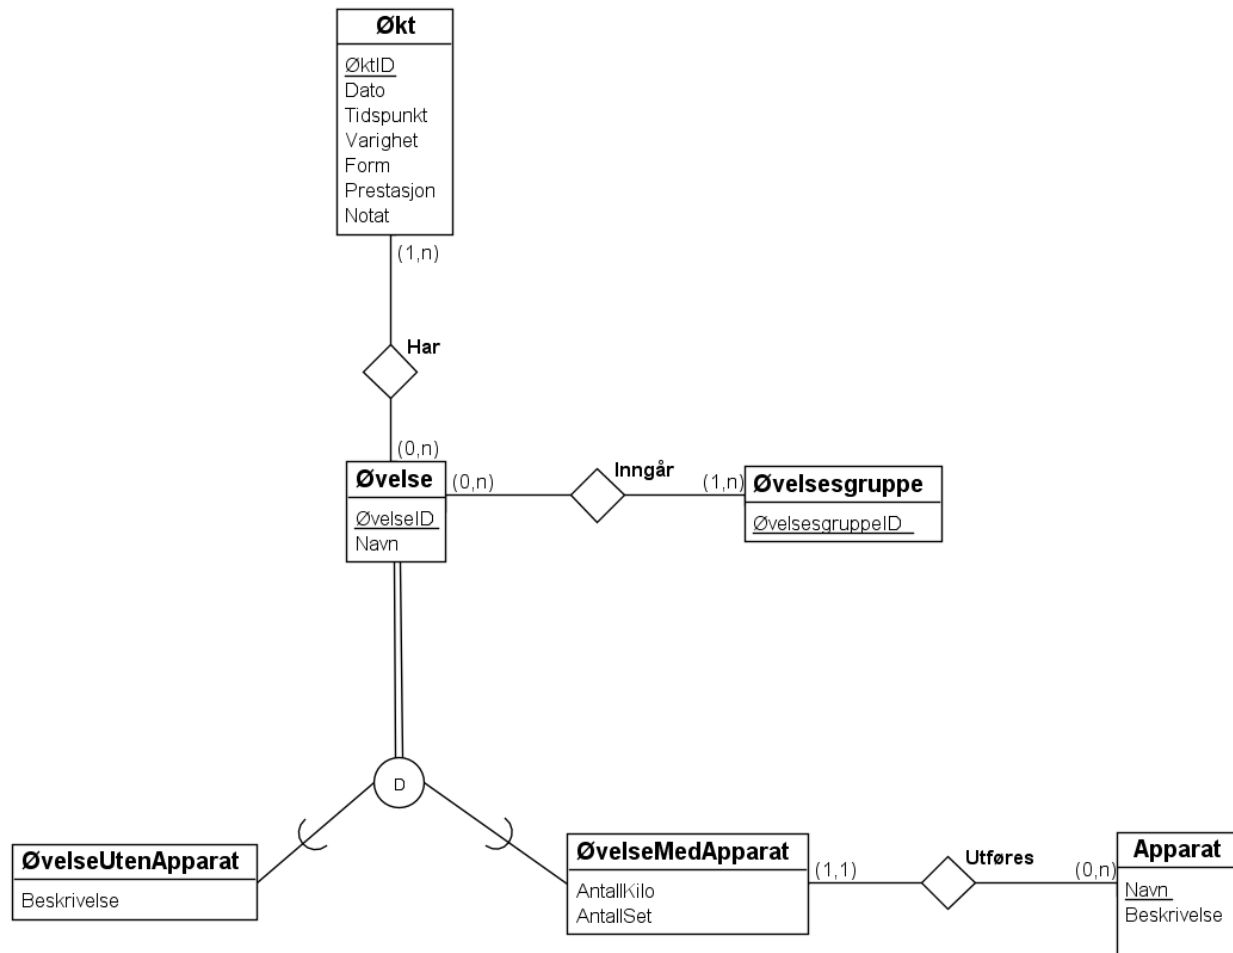 Økt
ØktID
Dato
Tidspunkt
Varighet
Form
Prestasjon
Notat
(1,n)
Har
(0,n)
Øvelse
ØvelseID
Navn
(0,n)
Inngår
(1,n)
Øvelsesgruppe
ØvelsesgruppeID
D
ØvelseUtenApparat
Beskrivelse
ØvelseMedApparat
AntallKilo
AntallSet
(1,1)
Utføres
(0,n)
Apparat
Navn
Beskrivelse